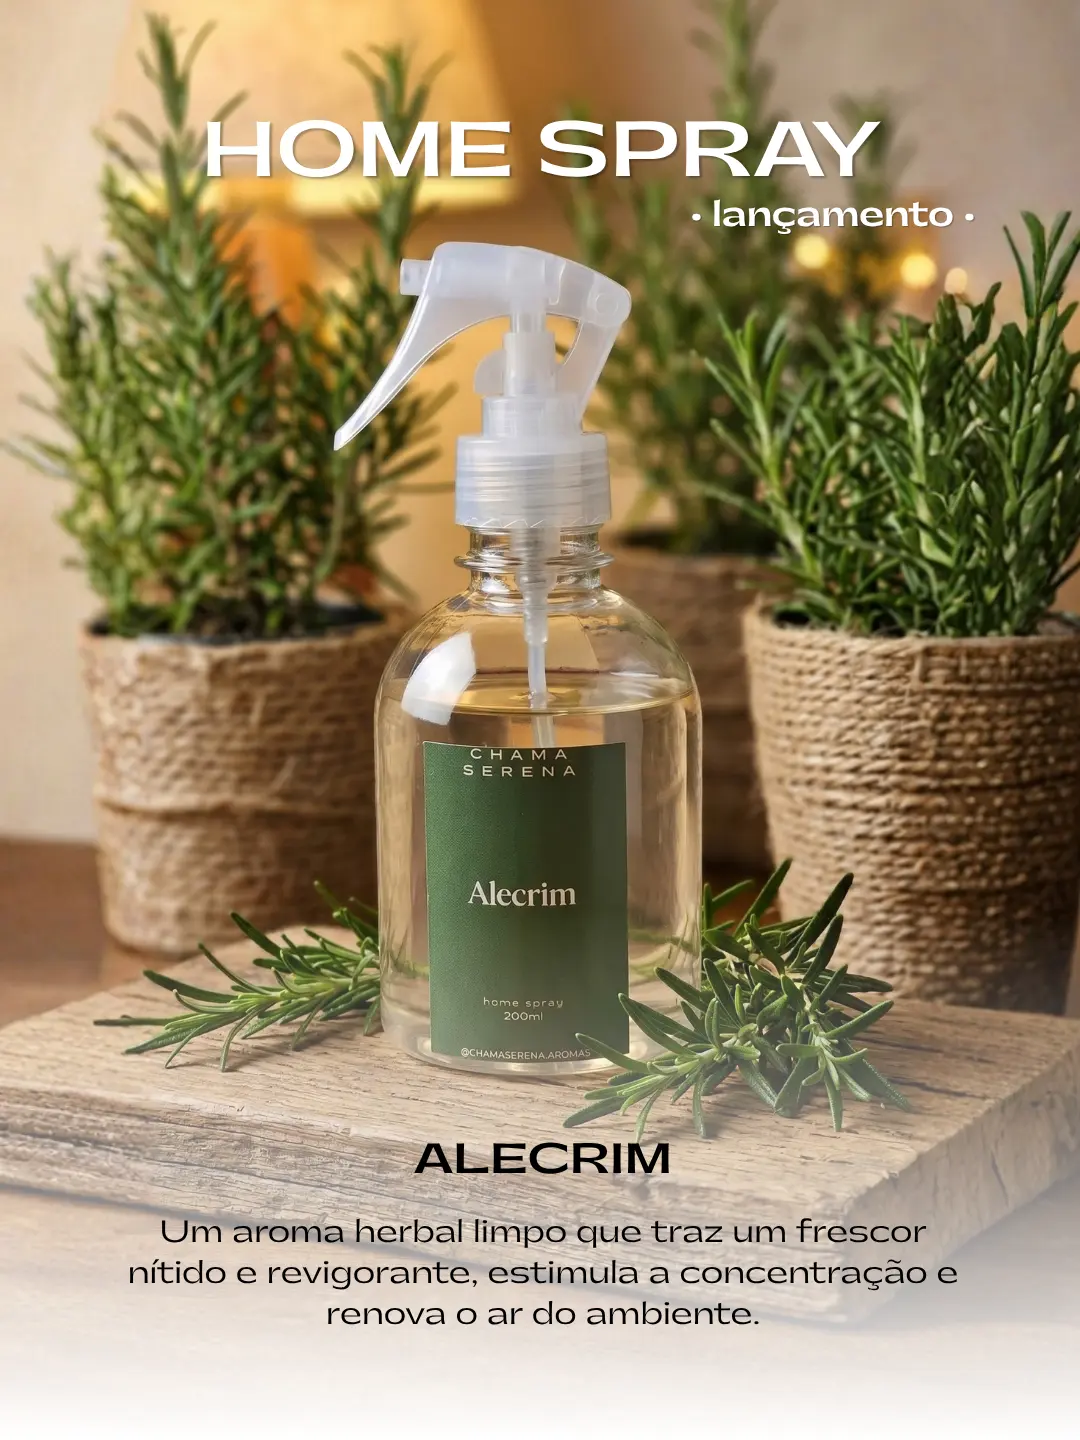 HOME SPRAY
• lançamento •
CHAMA
SERENA
Alecrim
home spray
200ml
@CHAMASERENA.AROMAS
ALECRIM
Um aroma herbal limpo que traz um frescor
nítido e revigorante, estimula a concentração e
renova o ar do ambiente.